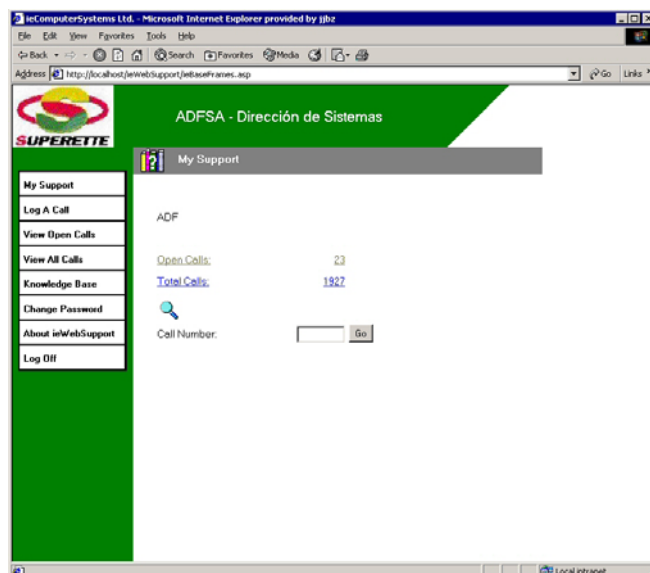 ieComputerSystems Ltd. - Microsoft Internet Explorer provided by jjbz
File Edit View Favorites Tools Help
Back Search Favorites Media
Address http://localhost/ieWebSupport/ieBaseFrames.asp Go Links
SUPERETTE
ADFSA - Dirección de Sistemas
My Support
My Support
Log A Call
View Open Calls
View All Calls
Knowledge Base
Change Password
About ieWebSupport
Log Off
ADF
Open Calls: 23
Total Calls: 1927
Call Number: Go
Local intranet